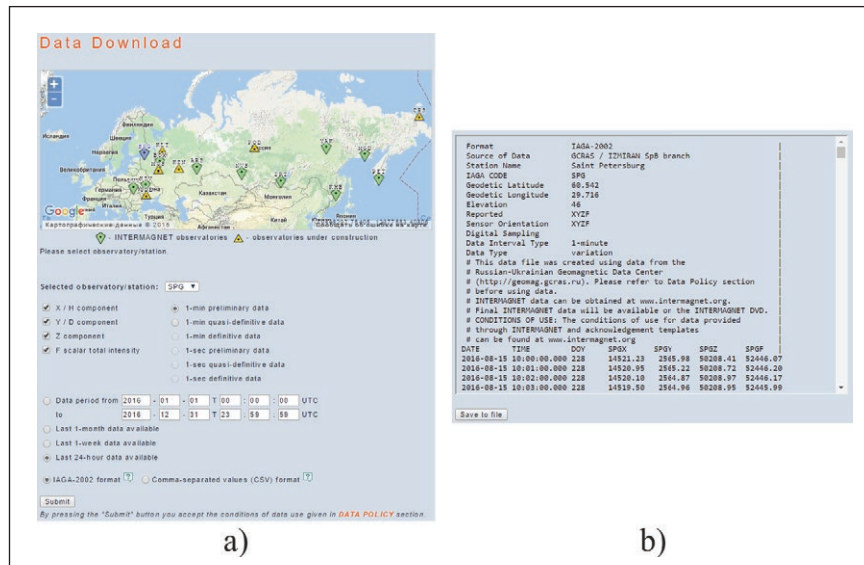 Data Download
+
−
Исландия
Норвегия
Швеция
Финляндия
Великобритания
Германия
Франция
Италия
Турция
Казахстан
Монголия
Китай
Япония
Афганистан
SPG
Google
Картографические данные © 2016
Сообщить об ошибке на карте
- INTERMAGNET observatories - observatories under construction
Please select observatory/station
Selected observatory/station: SPG
X / H component
Y / D component
Z component
F scalar total intensity
1-min preliminary data
1-min quasi-definitive data
1-min definitive data
1-sec preliminary data
1-sec quasi-definitive data
1-sec definitive data
Data period from 2016 - 01 - 01 T 00 : 00 : 00 UTC
to 2016 - 12 - 31 T 23 : 59 : 59 UTC
Last 1-month data available
Last 1-week data available
Last 24-hour data available
IAGA-2002 format ? Comma-separated values (CSV) format ?
Submit
By pressing the "Submit" button you accept the conditions of data use given in DATA POLICY section.
a)
Format IAGA-2002 |
Source of Data GCRAS / IZMIRAN SpB branch |
Station Name Saint Petersburg |
IAGA CODE SPG |
Geodetic Latitude 60.542 |
Geodetic Longitude 29.716 |
Elevation 46 |
Reported XYZF |
Sensor Orientation XYZF |
Digital Sampling |
Data Interval Type 1-minute |
Data Type variation |
# This data file was created using data from the |
# Russian-Ukrainian Geomagnetic Data Center |
# (http://geomag.gcras.ru). Please refer to Data Policy section |
# before using data. |
# INTERMAGNET data can be obtained at www.intermagnet.org. |
# Final INTERMAGNET data will be available on the INTERMAGNET DVD. |
# CONDITIONS OF USE: The conditions of use for data provided |
# through INTERMAGNET and acknowledgement templates |
# can be found at www.intermagnet.org |
DATE TIME DOY SPGX SPGY SPGZ SPGF |
2016-08-15 10:00:00.000 228 14521.23 2565.98 50208.41 52446.07
2016-08-15 10:01:00.000 228 14520.95 2565.22 50208.72 52446.20
2016-08-15 10:02:00.000 228 14520.10 2564.87 50208.97 52446.17
2016-08-15 10:03:00.000 228 14519.50 2564.96 50208.95 52445.99
Save to file
b)